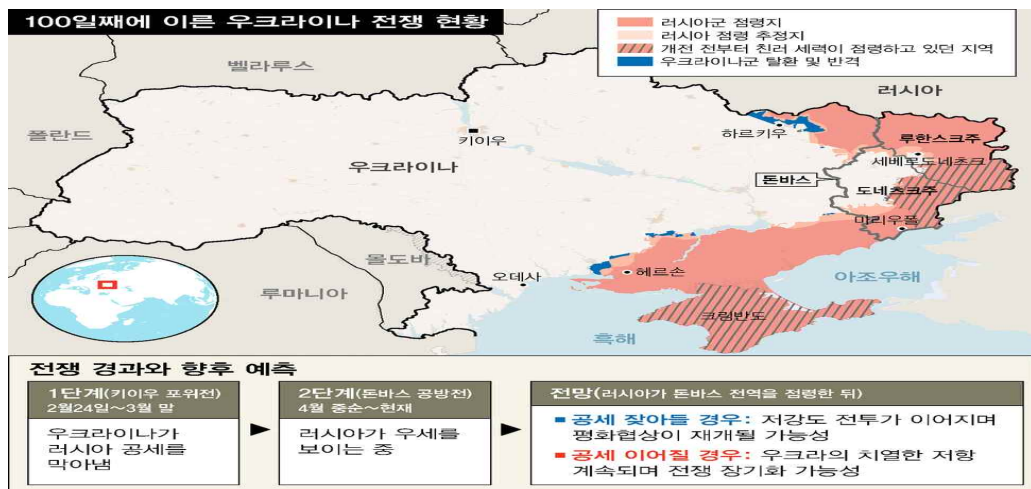 100일째에 이른 우크라이나 전쟁 현황
러시아군 점령지
러시아 점령 추정지
개전 전부터 친러 세력이 점령하고 있던 지역
우크라이나군 탈환 및 반격
벨라루스
러시아
폴란드
키이우
하르키우
루한스크주
우크라이나
세베로도네츠크
돈바스
도네츠크주
마리우폴
몰도바
오데사
헤르손
아조우해
루마니아
크림반도
흑해
전쟁 경과와 향후 예측
1단계(키이우 포위전)
2월24일~3월 말
우크라이나가
러시아 공세를
막아냄
2단계(돈바스 공방전)
4월 중순~현재
러시아가 우세를
보이는 중
전망(러시아가 돈바스 전역을 점령한 뒤)
공세 잦아들 경우: 저강도 전투가 이어지며
평화협상이 재개될 가능성
공세 이어질 경우: 우크라의 치열한 저항
계속되며 전쟁 장기화 가능성